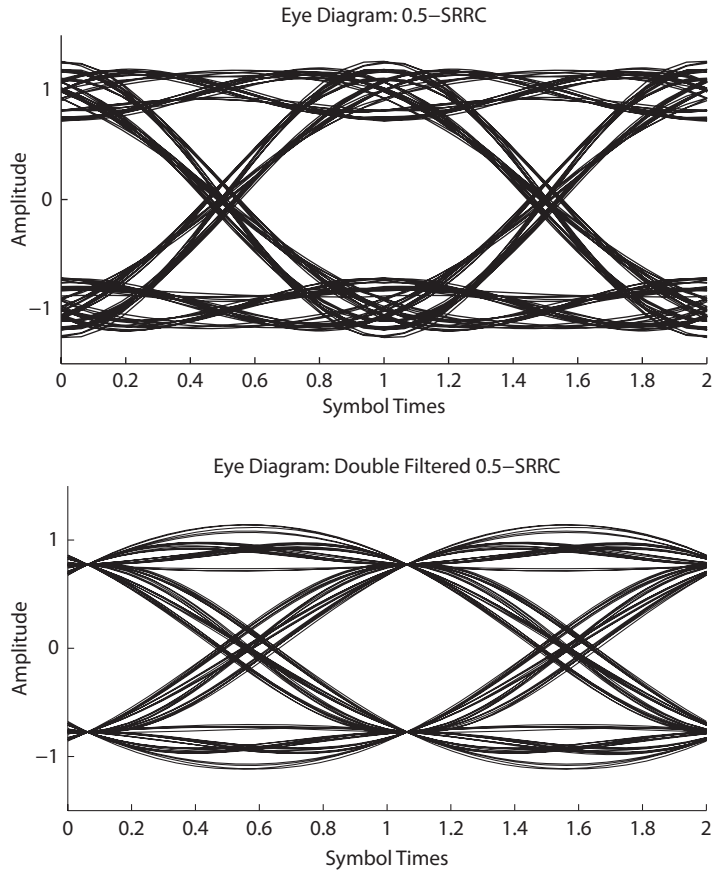 Eye Diagram: 0.5−SRRC
1
0
−1
Amplitude
0 0.2 0.4 0.6 0.8 1 1.2 1.4 1.6 1.8 2
Symbol Times
Eye Diagram: Double Filtered 0.5−SRRC
1
0
−1
Amplitude
0 0.2 0.4 0.6 0.8 1 1.2 1.4 1.6 1.8 2
Symbol Times